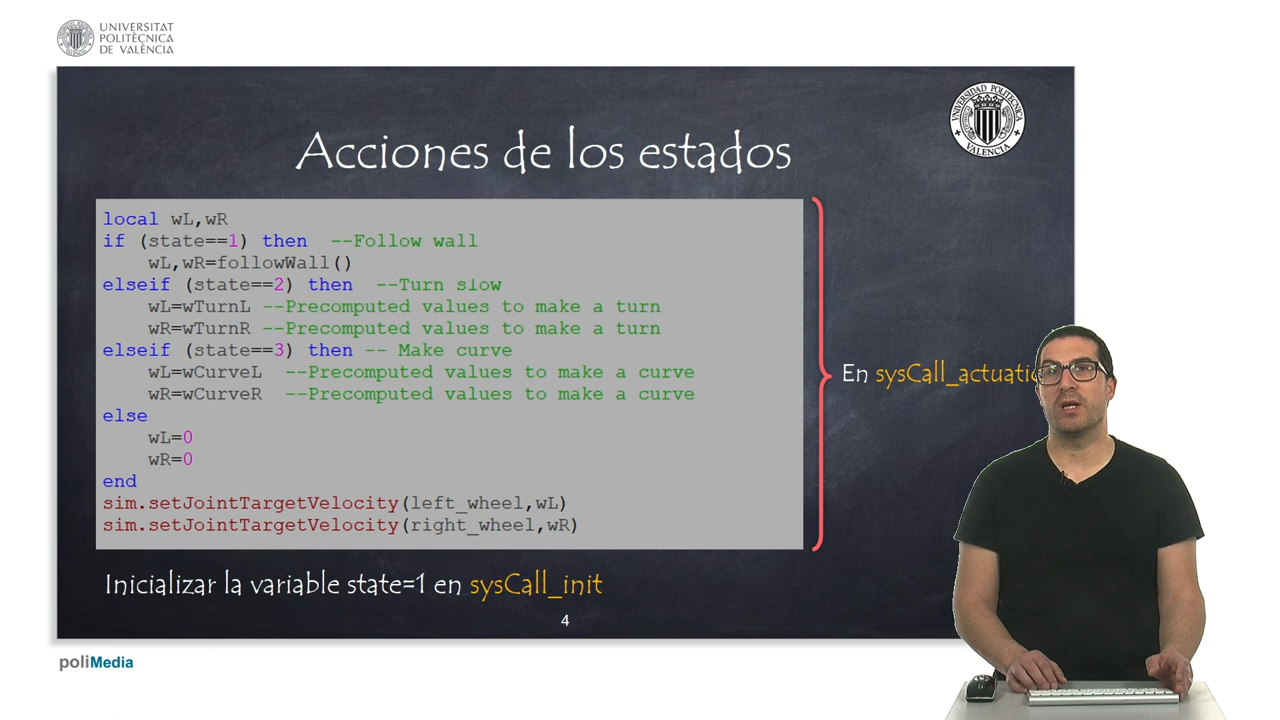 UNIVERSITAT
POLITÈCNICA
DE VALÈNCIA
UNIVERSIDAD POLITECNICA
VALENCIA
Acciones de los estados
local wL,wR
if (state==1) then  --Follow wall
    wL,wR=followWall()
elseif (state==2) then  --Turn slow
    wL=wTurnL --Precomputed values to make a turn
    wR=wTurnR --Precomputed values to make a turn
elseif (state==3) then -- Make curve
    wL=wCurveL  --Precomputed values to make a curve
    wR=wCurveR  --Precomputed values to make a curve
else
    wL=0
    wR=0
end
sim.setJointTargetVelocity(left_wheel,wL)
sim.setJointTargetVelocity(right_wheel,wR)
En
Inicializar la variable state=1 en sysCall_init
4
poliMedia